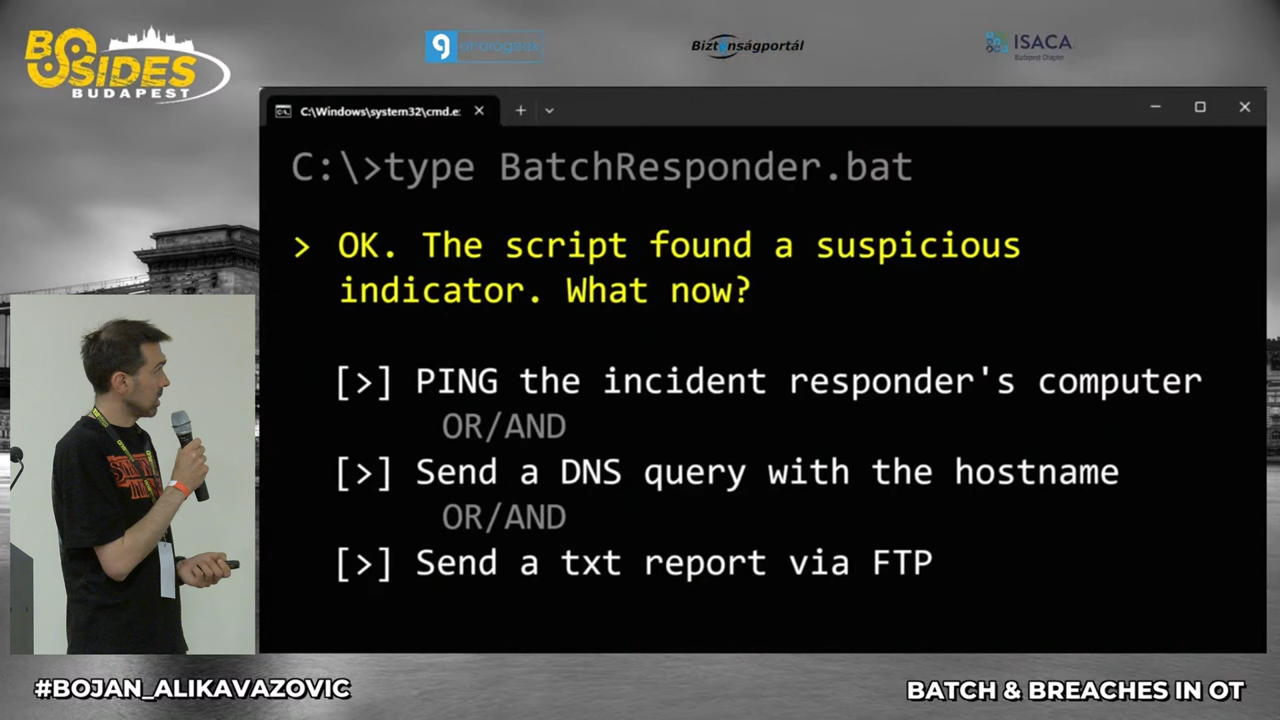 BSIDES
BUDAPEST
Biztonságportál
ISACA
Budapest Chapter
C:\Windows\system32\cmd.e:
C:\>type BatchResponder.bat
> OK. The script found a suspicious
indicator. What now?
[>] PING the incident responder's computer
OR/AND
[>] Send a DNS query with the hostname
OR/AND
[>] Send a txt report via FTP
#BOJAN_ALIKAVAZOVIC
BATCH & BREACHES IN OT